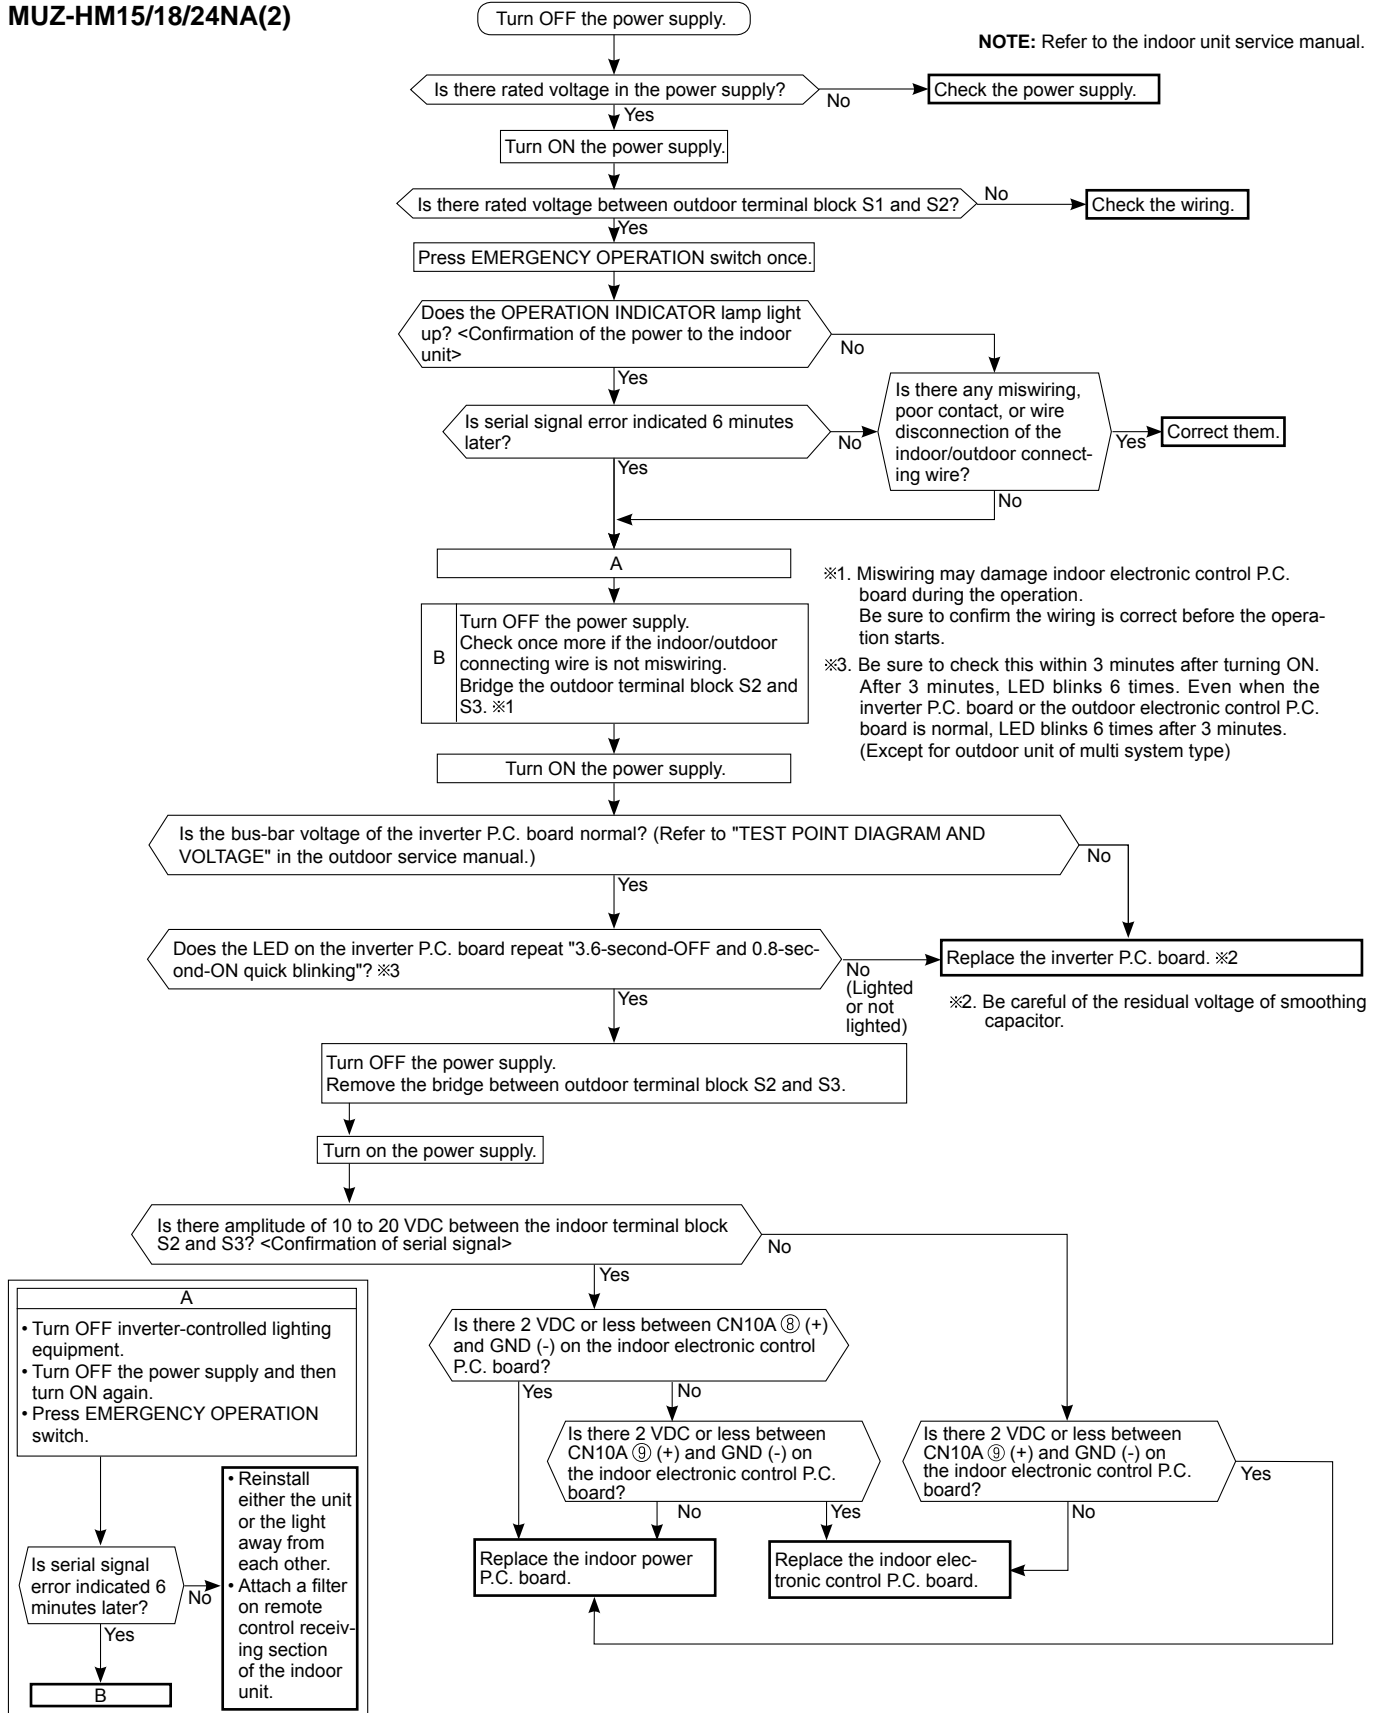 MUZ-HM15/18/24NA(2)
Turn OFF the power supply.
NOTE: Refer to the indoor unit service manual.
Is there rated voltage in the power supply?
No
Check the power supply.
Yes
Turn ON the power supply.
Is there rated voltage between outdoor terminal block S1 and S2?
No
Check the wiring.
Yes
Press EMERGENCY OPERATION switch once.
Does the OPERATION INDICATOR lamp light
up? <Confirmation of the power to the indoor
unit>
No
Yes
Is serial signal error indicated 6 minutes
later?
No
Is there any miswiring,
poor contact, or wire
disconnection of the
indoor/outdoor connect-
ing wire?
Yes
Correct them.
Yes
No
A
B
Turn OFF the power supply.
Check once more if the indoor/outdoor
connecting wire is not miswiring.
Bridge the outdoor terminal block S2 and
S3. ※1
※1. Miswiring may damage indoor electronic control P.C.
board during the operation.
Be sure to confirm the wiring is correct before the opera-
tion starts.
※3. Be sure to check this within 3 minutes after turning ON.
After 3 minutes, LED blinks 6 times. Even when the
inverter P.C. board or the outdoor electronic control P.C.
board is normal, LED blinks 6 times after 3 minutes.
(Except for outdoor unit of multi system type)
Turn ON the power supply.
Is the bus-bar voltage of the inverter P.C. board normal? (Refer to "TEST POINT DIAGRAM AND
VOLTAGE" in the outdoor service manual.)
No
Yes
Does the LED on the inverter P.C. board repeat "3.6-second-OFF and 0.8-sec-
ond-ON quick blinking"? ※3
No
(Lighted
or not
lighted)
Replace the inverter P.C. board. ※2
※2. Be careful of the residual voltage of smoothing
capacitor.
Yes
Turn OFF the power supply.
Remove the bridge between outdoor terminal block S2 and S3.
Turn on the power supply.
Is there amplitude of 10 to 20 VDC between the indoor terminal block
S2 and S3? <Confirmation of serial signal>
No
Yes
Is there 2 VDC or less between CN10A ⑧ (+)
and GND (-) on the indoor electronic control
P.C. board?
Yes
No
Is there 2 VDC or less between
CN10A ⑨ (+) and GND (-) on
the indoor electronic control P.C.
board?
No
Yes
Is there 2 VDC or less between
CN10A ⑨ (+) and GND (-) on
the indoor electronic control P.C.
board?
Yes
No
Replace the indoor power
P.C. board.
Replace the indoor elec-
tronic control P.C. board.
A
• Turn OFF inverter-controlled lighting
equipment.
• Turn OFF the power supply and then
turn ON again.
• Press EMERGENCY OPERATION
switch.
Is serial signal
error indicated 6
minutes later?
No
• Reinstall
either the unit
or the light
away from
each other.
• Attach a filter
on remote
control receiv-
ing section
of the indoor
unit.
Yes
B